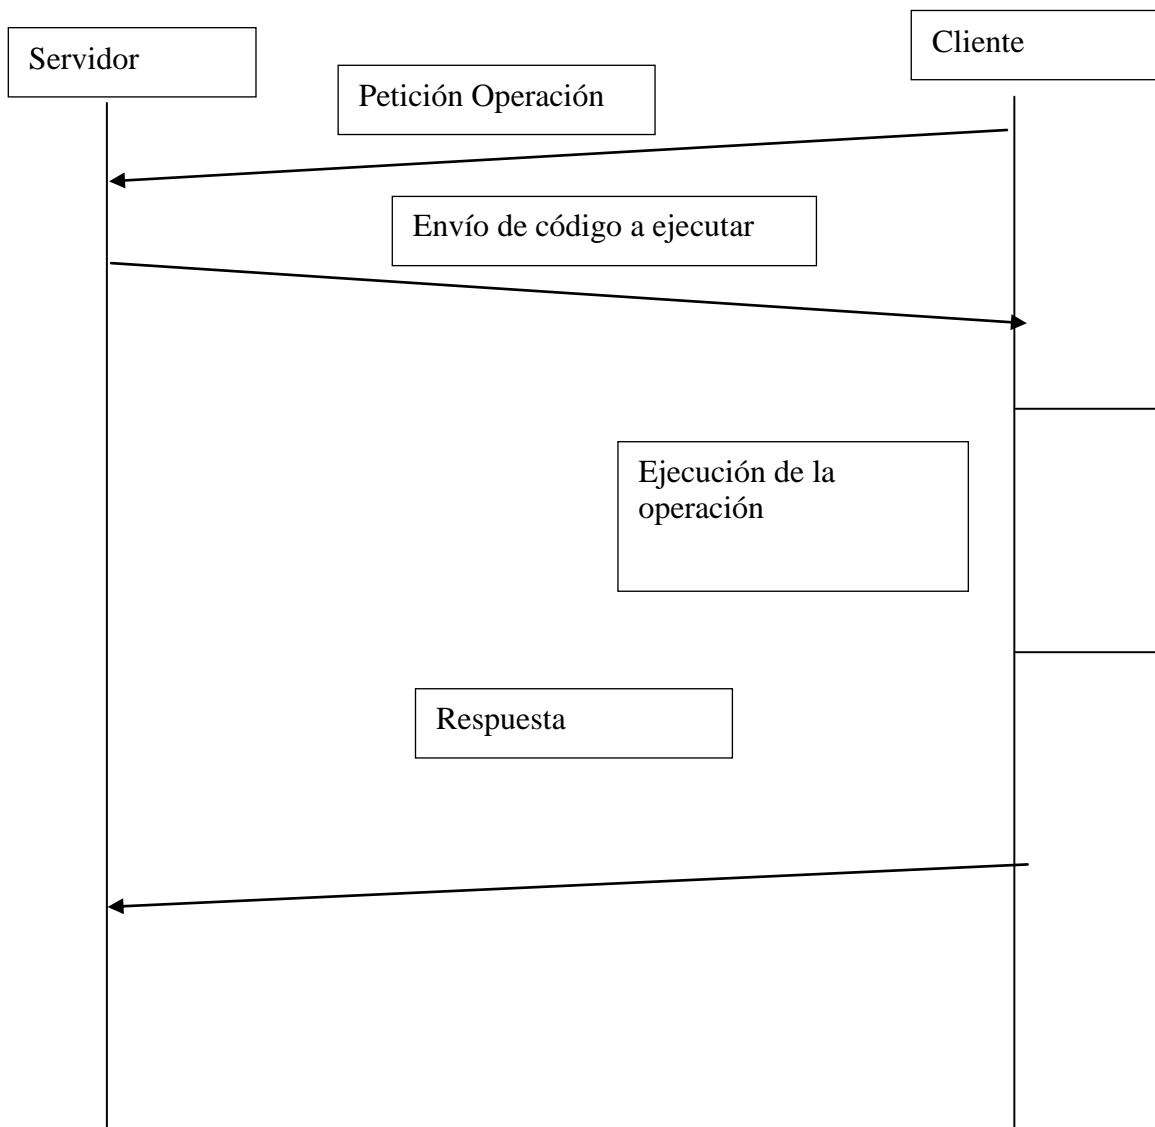 Servidor
Cliente
Petición Operación
Envío de código a ejecutar
Ejecución de la
operación
Respuesta